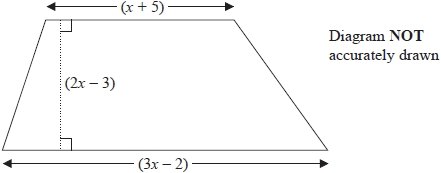 (x + 5)
Diagram NOT
accurately drawn
(2x – 3)
(3x – 2)